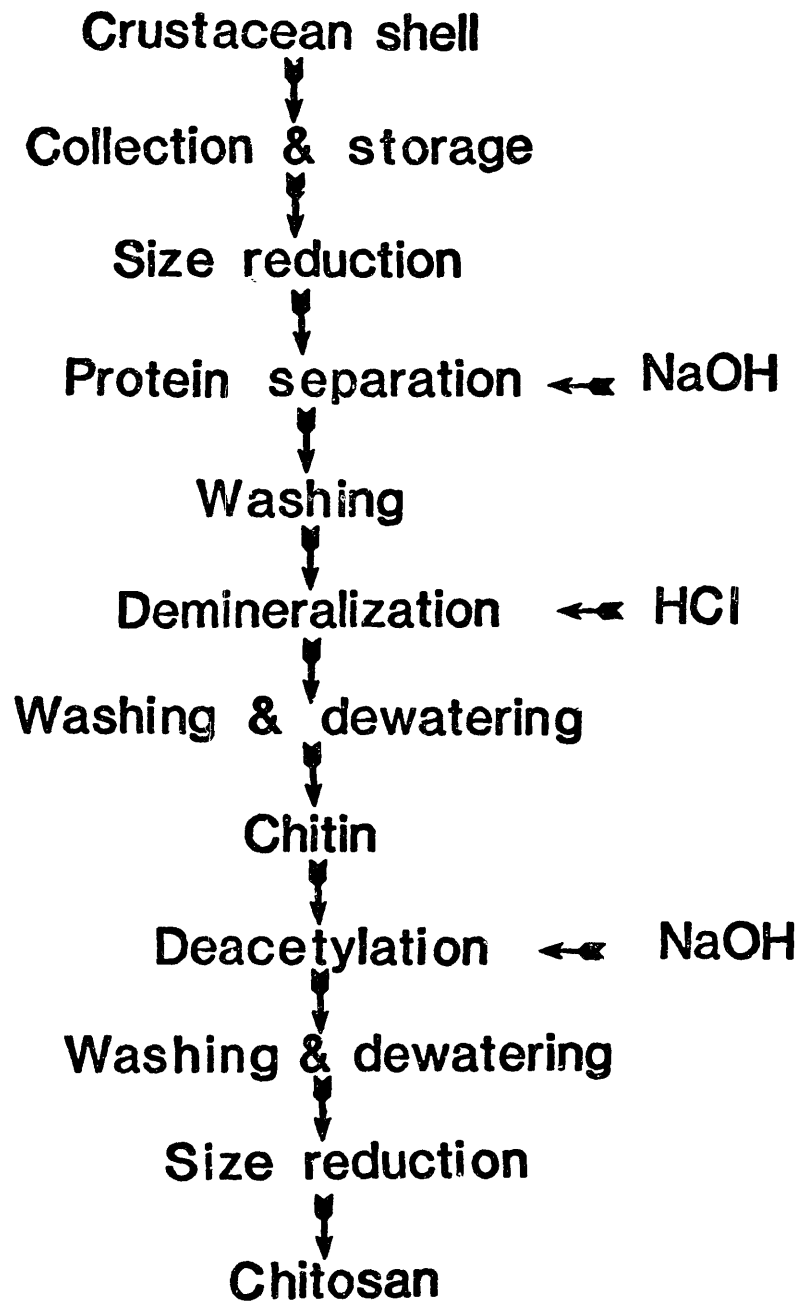 Crustacean shell
Collection & storage
Size reduction
Protein separation NaOH
Washing
Demineralization HCl
Washing & dewatering
Chitin
Deacetylation NaOH
Washing & dewatering
Size reduction
Chitosan